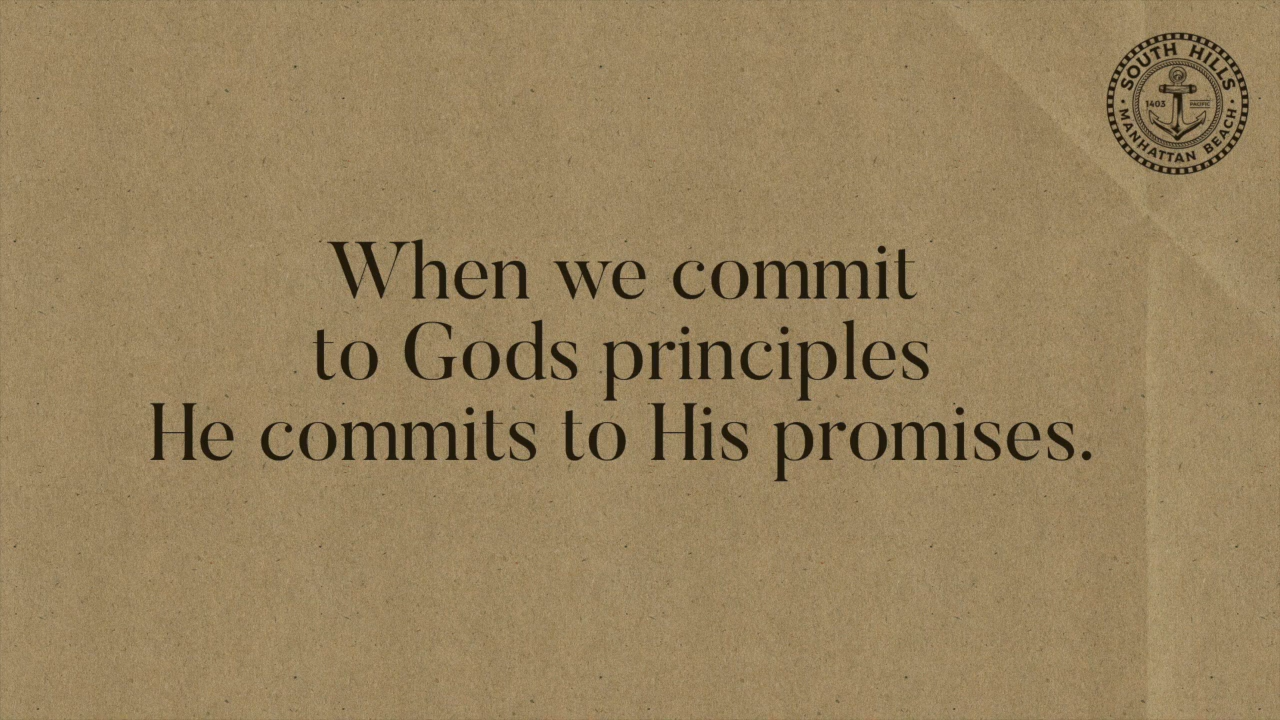 SOUTH HILLS
1403 PACIFIC
MANHATTAN BEACH
When we commit
to Gods principles
He commits to His promises.